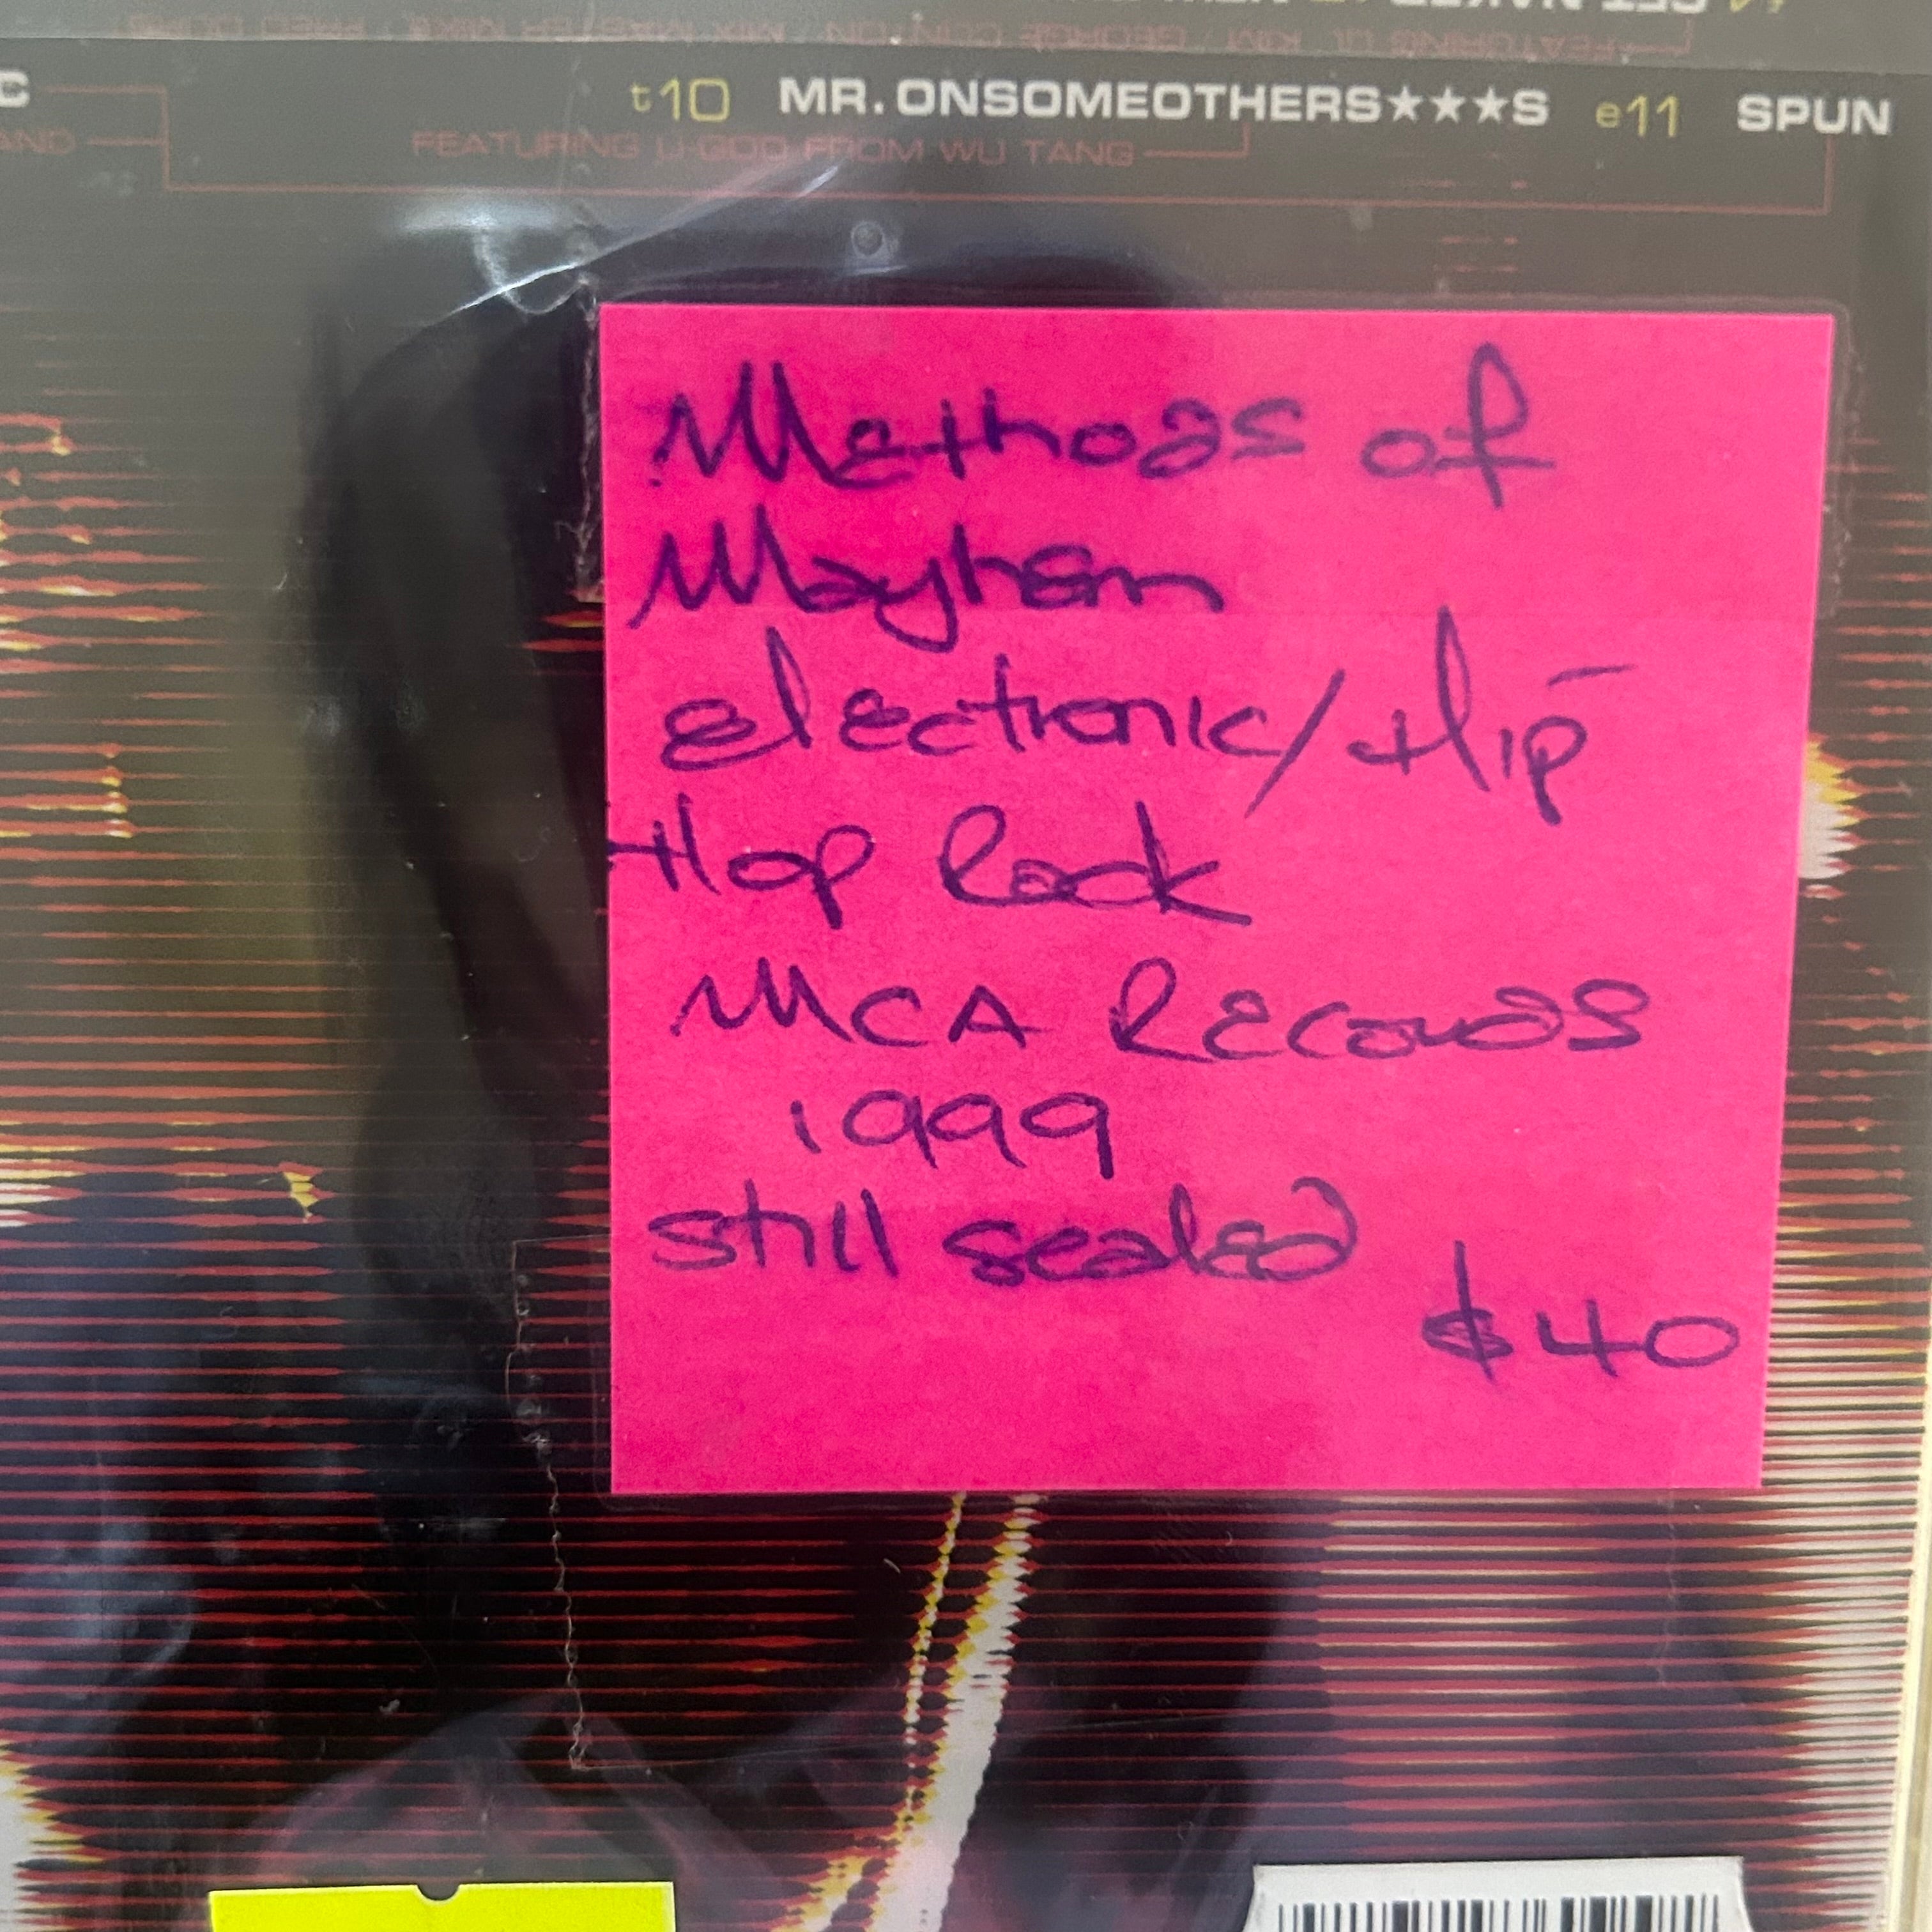 t10 MR. ONSOMEOTHERS★★★S e11 SPUN
FEATURING U-GOD FROM WU TANG
Methods of
Mayhem
electronic/Hip-
Hop Rock
MCA Records
1999
still sealed
$40